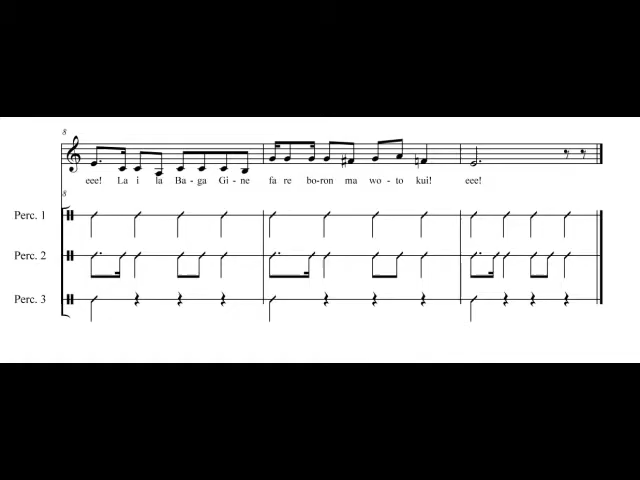 8
eee! La i la Ba - ga Gi - ne fa re bo-ron ma wo - to kui! eee!
8
Perc. 1
Perc. 2
Perc. 3